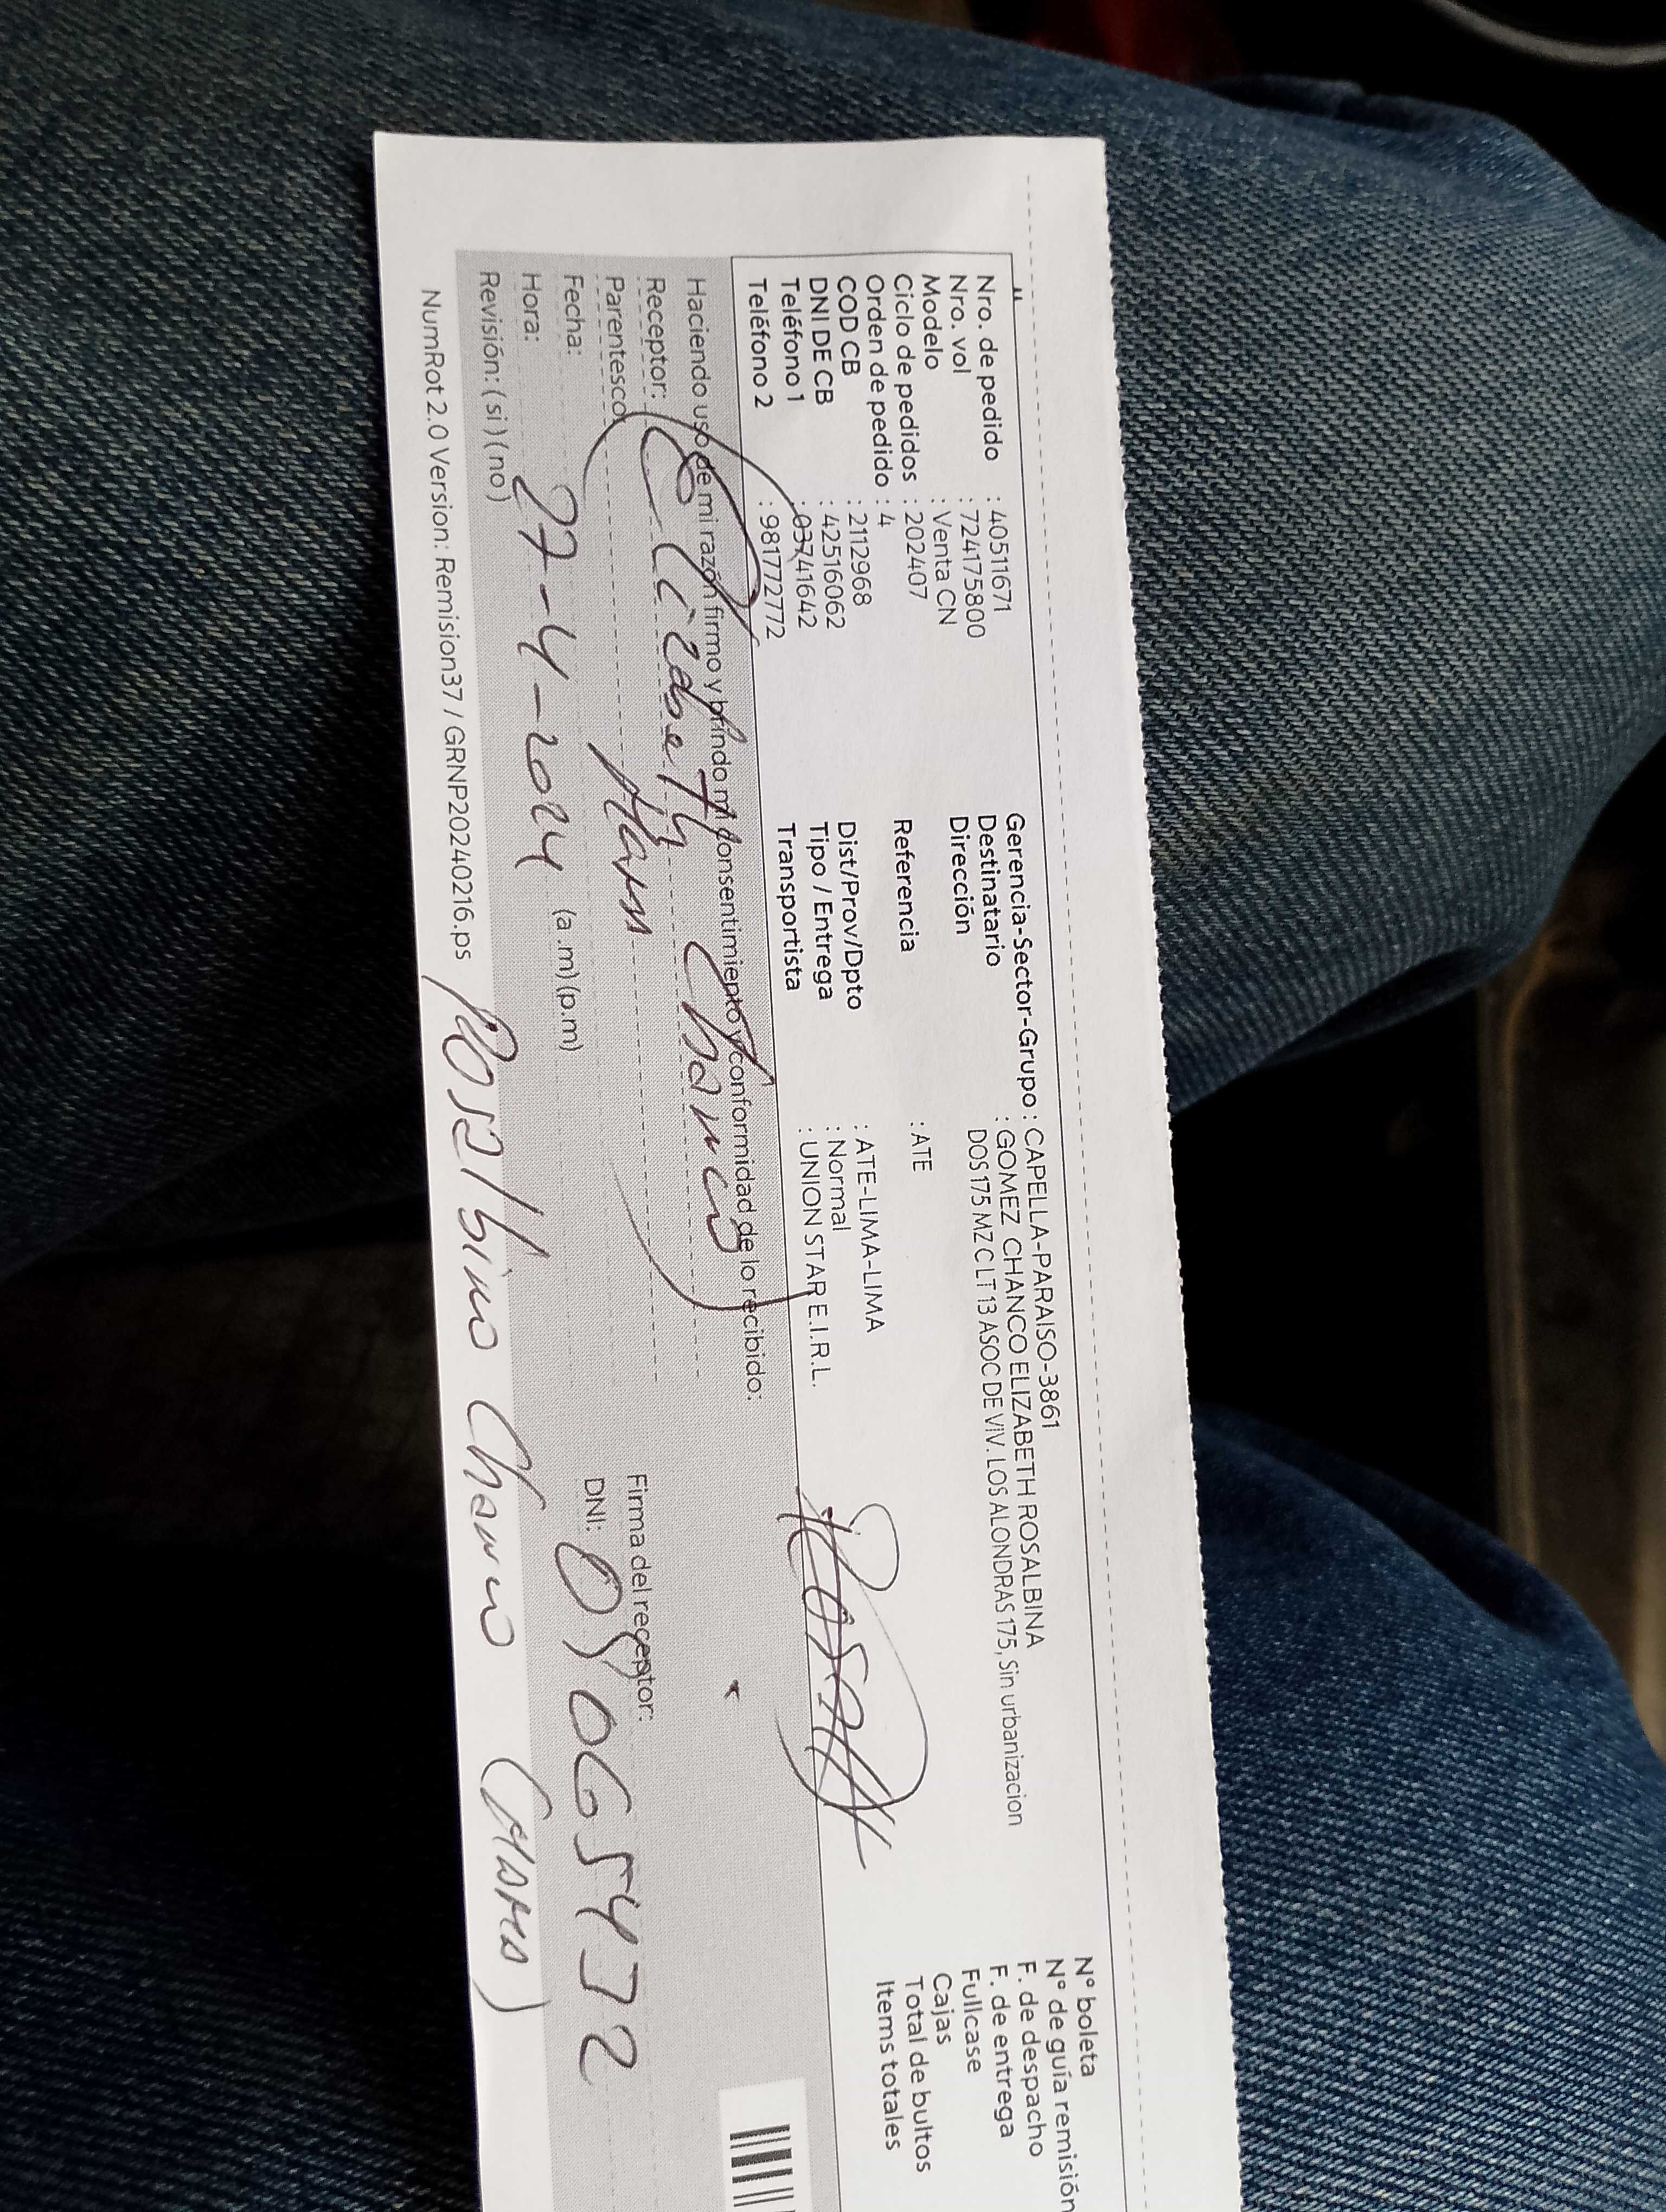 Nro. de pedido : 40511671
Nro. vol : 724175800
Modelo : Venta CN
Ciclo de pedidos : 202407
Orden de pedido : 4
COD CB : 2112968
DNI DE CB : 42516062
Teléfono 1 : 03741642
Teléfono 2 : 981772772
Gerencia-Sector-Grupo : CAPELLA-PARAISO-3861
Destinatario : GOMEZ CHANCO ELIZABETH ROSALBINA
Dirección DOS 175 MZ C LT 13 ASOC DE VIV. LOS ALONDRAS 175, Sin urbanizacion
Referencia : ATE
Dist/Prov/Dpto : ATE-LIMA-LIMA
Tipo / Entrega : Normal
Transportista : UNION STAR E.I.R.L.
N° boleta
N° de guía remisión
F. de despacho
F. de entrega
Fullcase
Cajas
Total de bultos
Items totales
Haciendo uso de mi razón firmo y brindo mi consentimiento y conformidad de lo recibido:
Receptor: Elizabeth Chanco
Parentesco
Fecha: 27-4-2024
Hora: (a.m)(p.m)
Revisión: (si) (no)
Firma del receptor:
DNI:
NumRot 2.0 Version: Remision37 / GRNP20240216.ps
Rosalbino Chanco (MAMA)